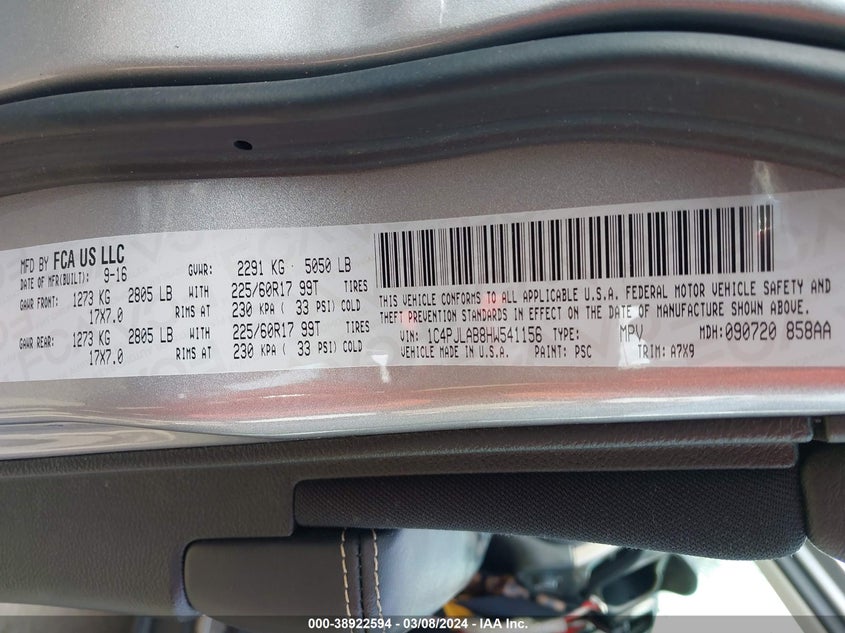 MFD BY FCA US LLC
DATE OF MFR(BUILT): 9-16
GVWR: 2291 KG 5050 LB
GAWR FRONT: 1273 KG 2805 LB WITH 225/60R17 99T TIRES
17X7.0 RIMS AT 230 KPA ( 33 PSI) COLD
GAWR REAR: 1273 KG 2805 LB WITH 225/60R17 99T TIRES
17X7.0 RIMS AT 230 KPA ( 33 PSI) COLD
THIS VEHICLE CONFORMS TO ALL APPLICABLE U.S.A. FEDERAL MOTOR VEHICLE SAFETY AND
THEFT PREVENTION STANDARDS IN EFFECT ON THE DATE OF MANUFACTURE SHOWN ABOVE.
VIN: 1C4PJLAB8HW541156 TYPE: MPV MDH: 090720 858AA
VEHICLE MADE IN U.S.A. PAINT: PSC TRIM: A7X9
000-38922594 - 03/08/2024 - IAA Inc.